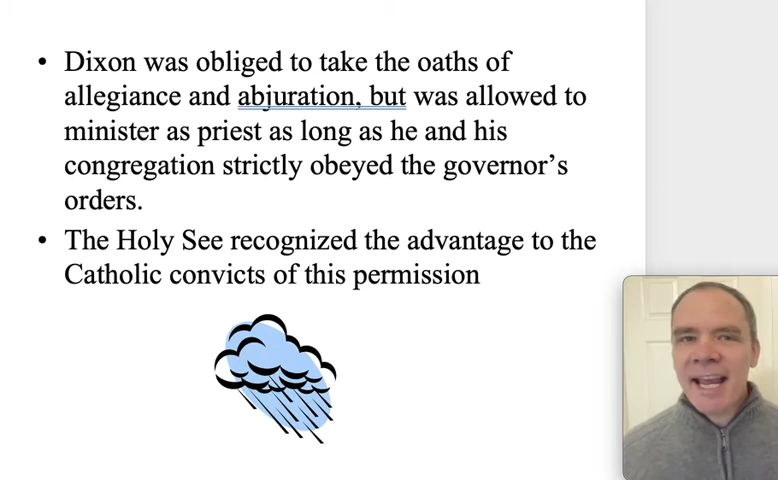 • Dixon was obliged to take the oaths of
allegiance and abjuration, but was allowed to
minister as priest as long as he and his
congregation strictly obeyed the governor’s
orders.
• The Holy See recognized the advantage to the
Catholic convicts of this permission